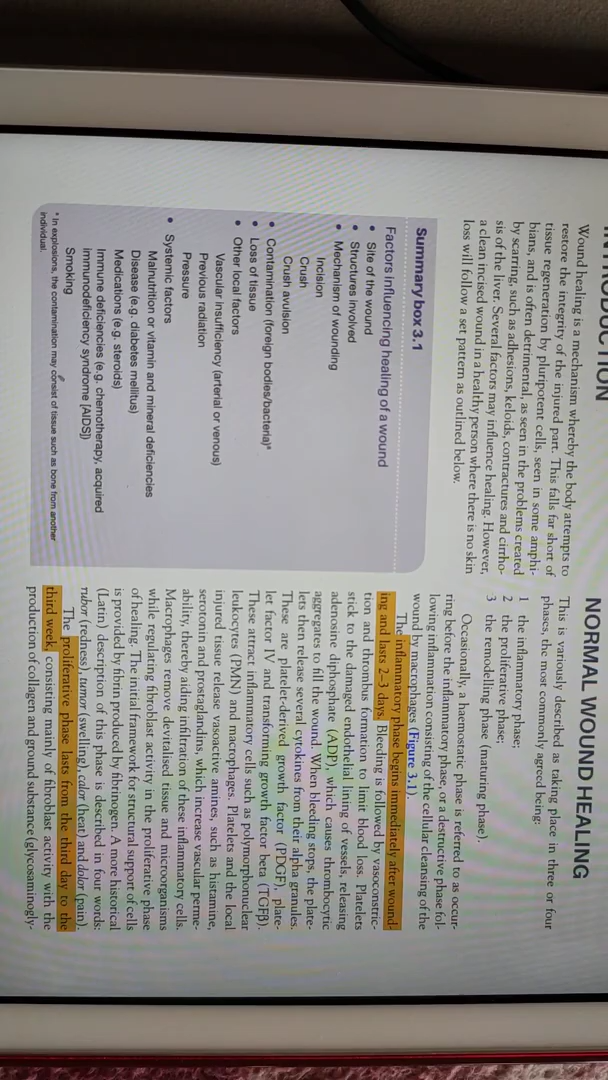 INTRODUCTION
Wound healing is a mechanism whereby the body attempts to
restore the integrity of the injured part. This falls far short of
tissue regeneration by pluripotent cells, seen in some amphi-
bians, and is often detrimental, as seen in the problems created
by scarring, such as adhesions, keloids, contractures and cirrho-
sis of the liver. Several factors may influence healing. However,
a clean incised wound in a healthy person where there is no skin
loss will follow a set pattern as outlined below.
Summary box 3.1
Factors influencing healing of a wound
• Site of the wound
• Structures involved
• Mechanism of wounding
Incision
Crush
Crush avulsion
• Contamination (foreign bodies/bacteria)*
• Loss of tissue
• Other local factors
Vascular insufficiency (arterial or venous)
Previous radiation
Pressure
• Systemic factors
Malnutrition or vitamin and mineral deficiencies
Disease (e.g. diabetes mellitus)
Medications (e.g. steroids)
Immune deficiencies (e.g. chemotherapy, acquired
immunodeficiency syndrome [AIDS])
Smoking
* In explosions, the contamination may consist of tissue such as bone from another
individual.
NORMAL WOUND HEALING
This is variously described as taking place in three or four
phases, the most commonly agreed being:
1 the inflammatory phase;
2 the proliferative phase;
3 the remodelling phase (maturing phase).
Occasionally, a haemostatic phase is referred to as occur-
ring before the inflammatory phase, or a destructive phase fol-
lowing inflammation consisting of the cellular cleansing of the
wound by macrophages (Figure 3.1).
The inflammatory phase begins immediately after wound-
ing and lasts 2–3 days. Bleeding is followed by vasoconstric-
tion and thrombus formation to limit blood loss. Platelets
stick to the damaged endothelial lining of vessels, releasing
adenosine diphosphate (ADP), which causes thrombocytic
aggregates to fill the wound. When bleeding stops, the plate-
lets then release several cytokines from their alpha granules.
These are platelet-derived growth factor (PDGF), plate-
let factor IV and transforming growth factor beta (TGFβ).
These attract inflammatory cells such as polymorphonuclear
leukocytes (PMN) and macrophages. Platelets and the local
injured tissue release vasoactive amines, such as histamine,
serotonin and prostaglandins, which increase vascular perme-
ability, thereby aiding infiltration of these inflammatory cells.
Macrophages remove devitalised tissue and microorganisms
while regulating fibroblast activity in the proliferative phase
of healing. The initial framework for structural support of cells
is provided by fibrin produced by fibrinogen. A more historical
(Latin) description of this phase is described in four words:
rubor (redness), tumor (swelling), calor (heat) and dolor (pain).
The proliferative phase lasts from the third day to the
third week, consisting mainly of fibroblast activity with the
production of collagen and ground substance (glycosaminogly-